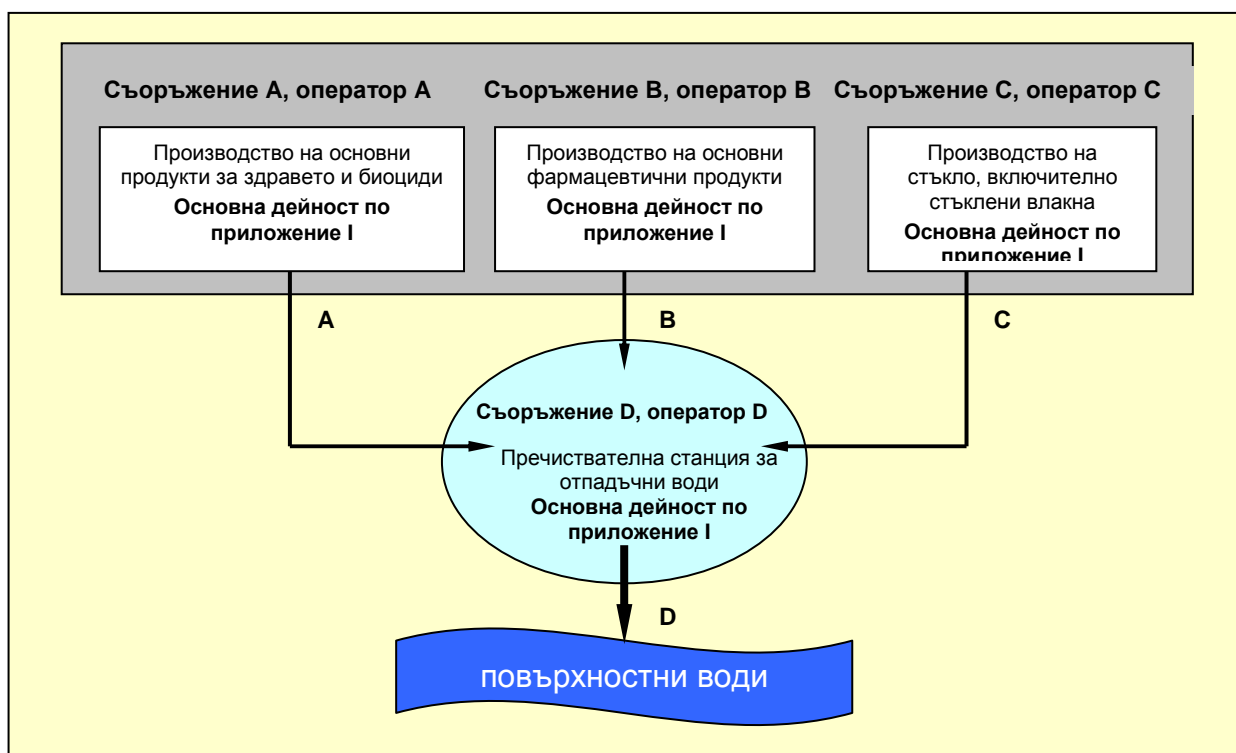 Съоръжение А, оператор А
Съоръжение В, оператор В
Съоръжение С, оператор С
Производство на основни
продукти за здравето и биоциди
Основна дейност по
приложение I
Производство на основни
фармацевтични продукти
Основна дейност по
приложение I
Производство на
стъкло, включително
стъклени влакна
Основна дейност по
приложение I
A
B
C
Съоръжение D, оператор D
Пречиствателна станция за
отпадъчни води
Основна дейност по
приложение I
D
повърхностни води